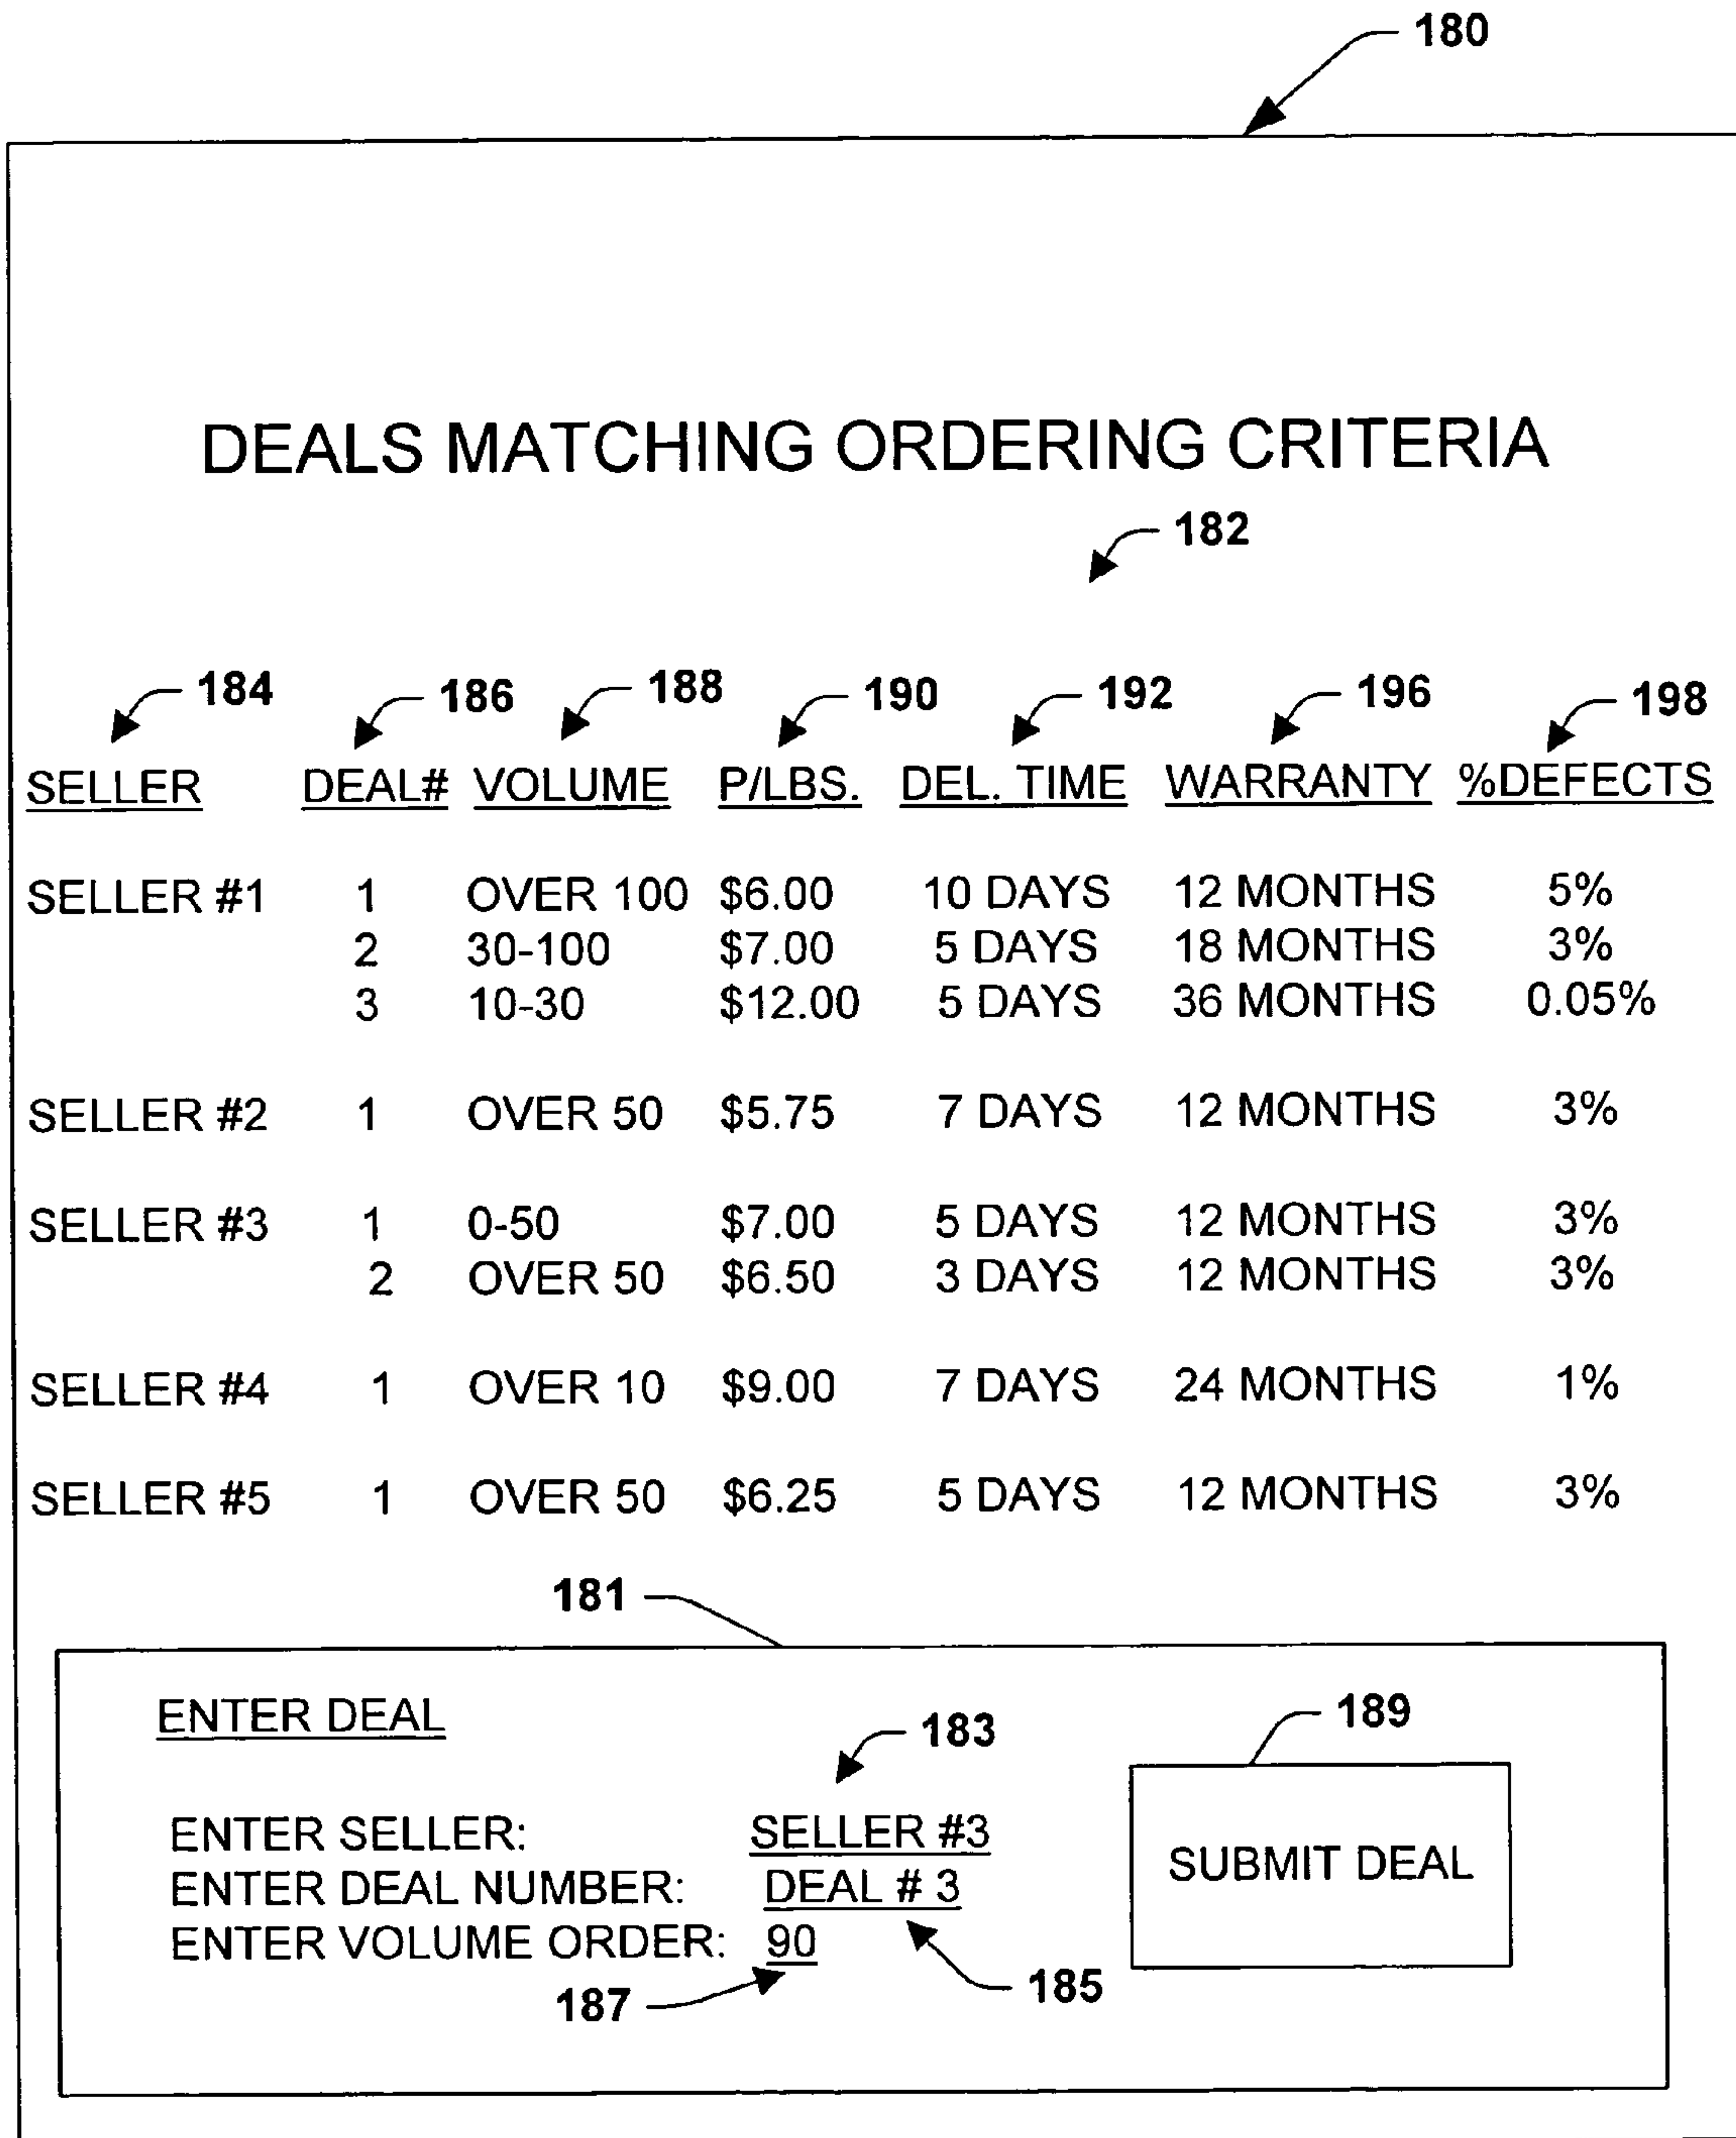 180
DEALS MATCHING ORDERING CRITERIA
182
184 186 188 190 192 196 198
SELLER DEAL# VOLUME P/LBS. DEL. TIME WARRANTY %DEFECTS
SELLER #1 1 OVER 100 $6.00 10 DAYS 12 MONTHS 5%
2 30-100 $7.00 5 DAYS 18 MONTHS 3%
3 10-30 $12.00 5 DAYS 36 MONTHS 0.05%
SELLER #2 1 OVER 50 $5.75 7 DAYS 12 MONTHS 3%
SELLER #3 1 0-50 $7.00 5 DAYS 12 MONTHS 3%
2 OVER 50 $6.50 3 DAYS 12 MONTHS 3%
SELLER #4 1 OVER 10 $9.00 7 DAYS 24 MONTHS 1%
SELLER #5 1 OVER 50 $6.25 5 DAYS 12 MONTHS 3%
181
ENTER DEAL
183 189
ENTER SELLER: SELLER #3
ENTER DEAL NUMBER: DEAL # 3
SUBMIT DEAL
ENTER VOLUME ORDER: 90
187 185